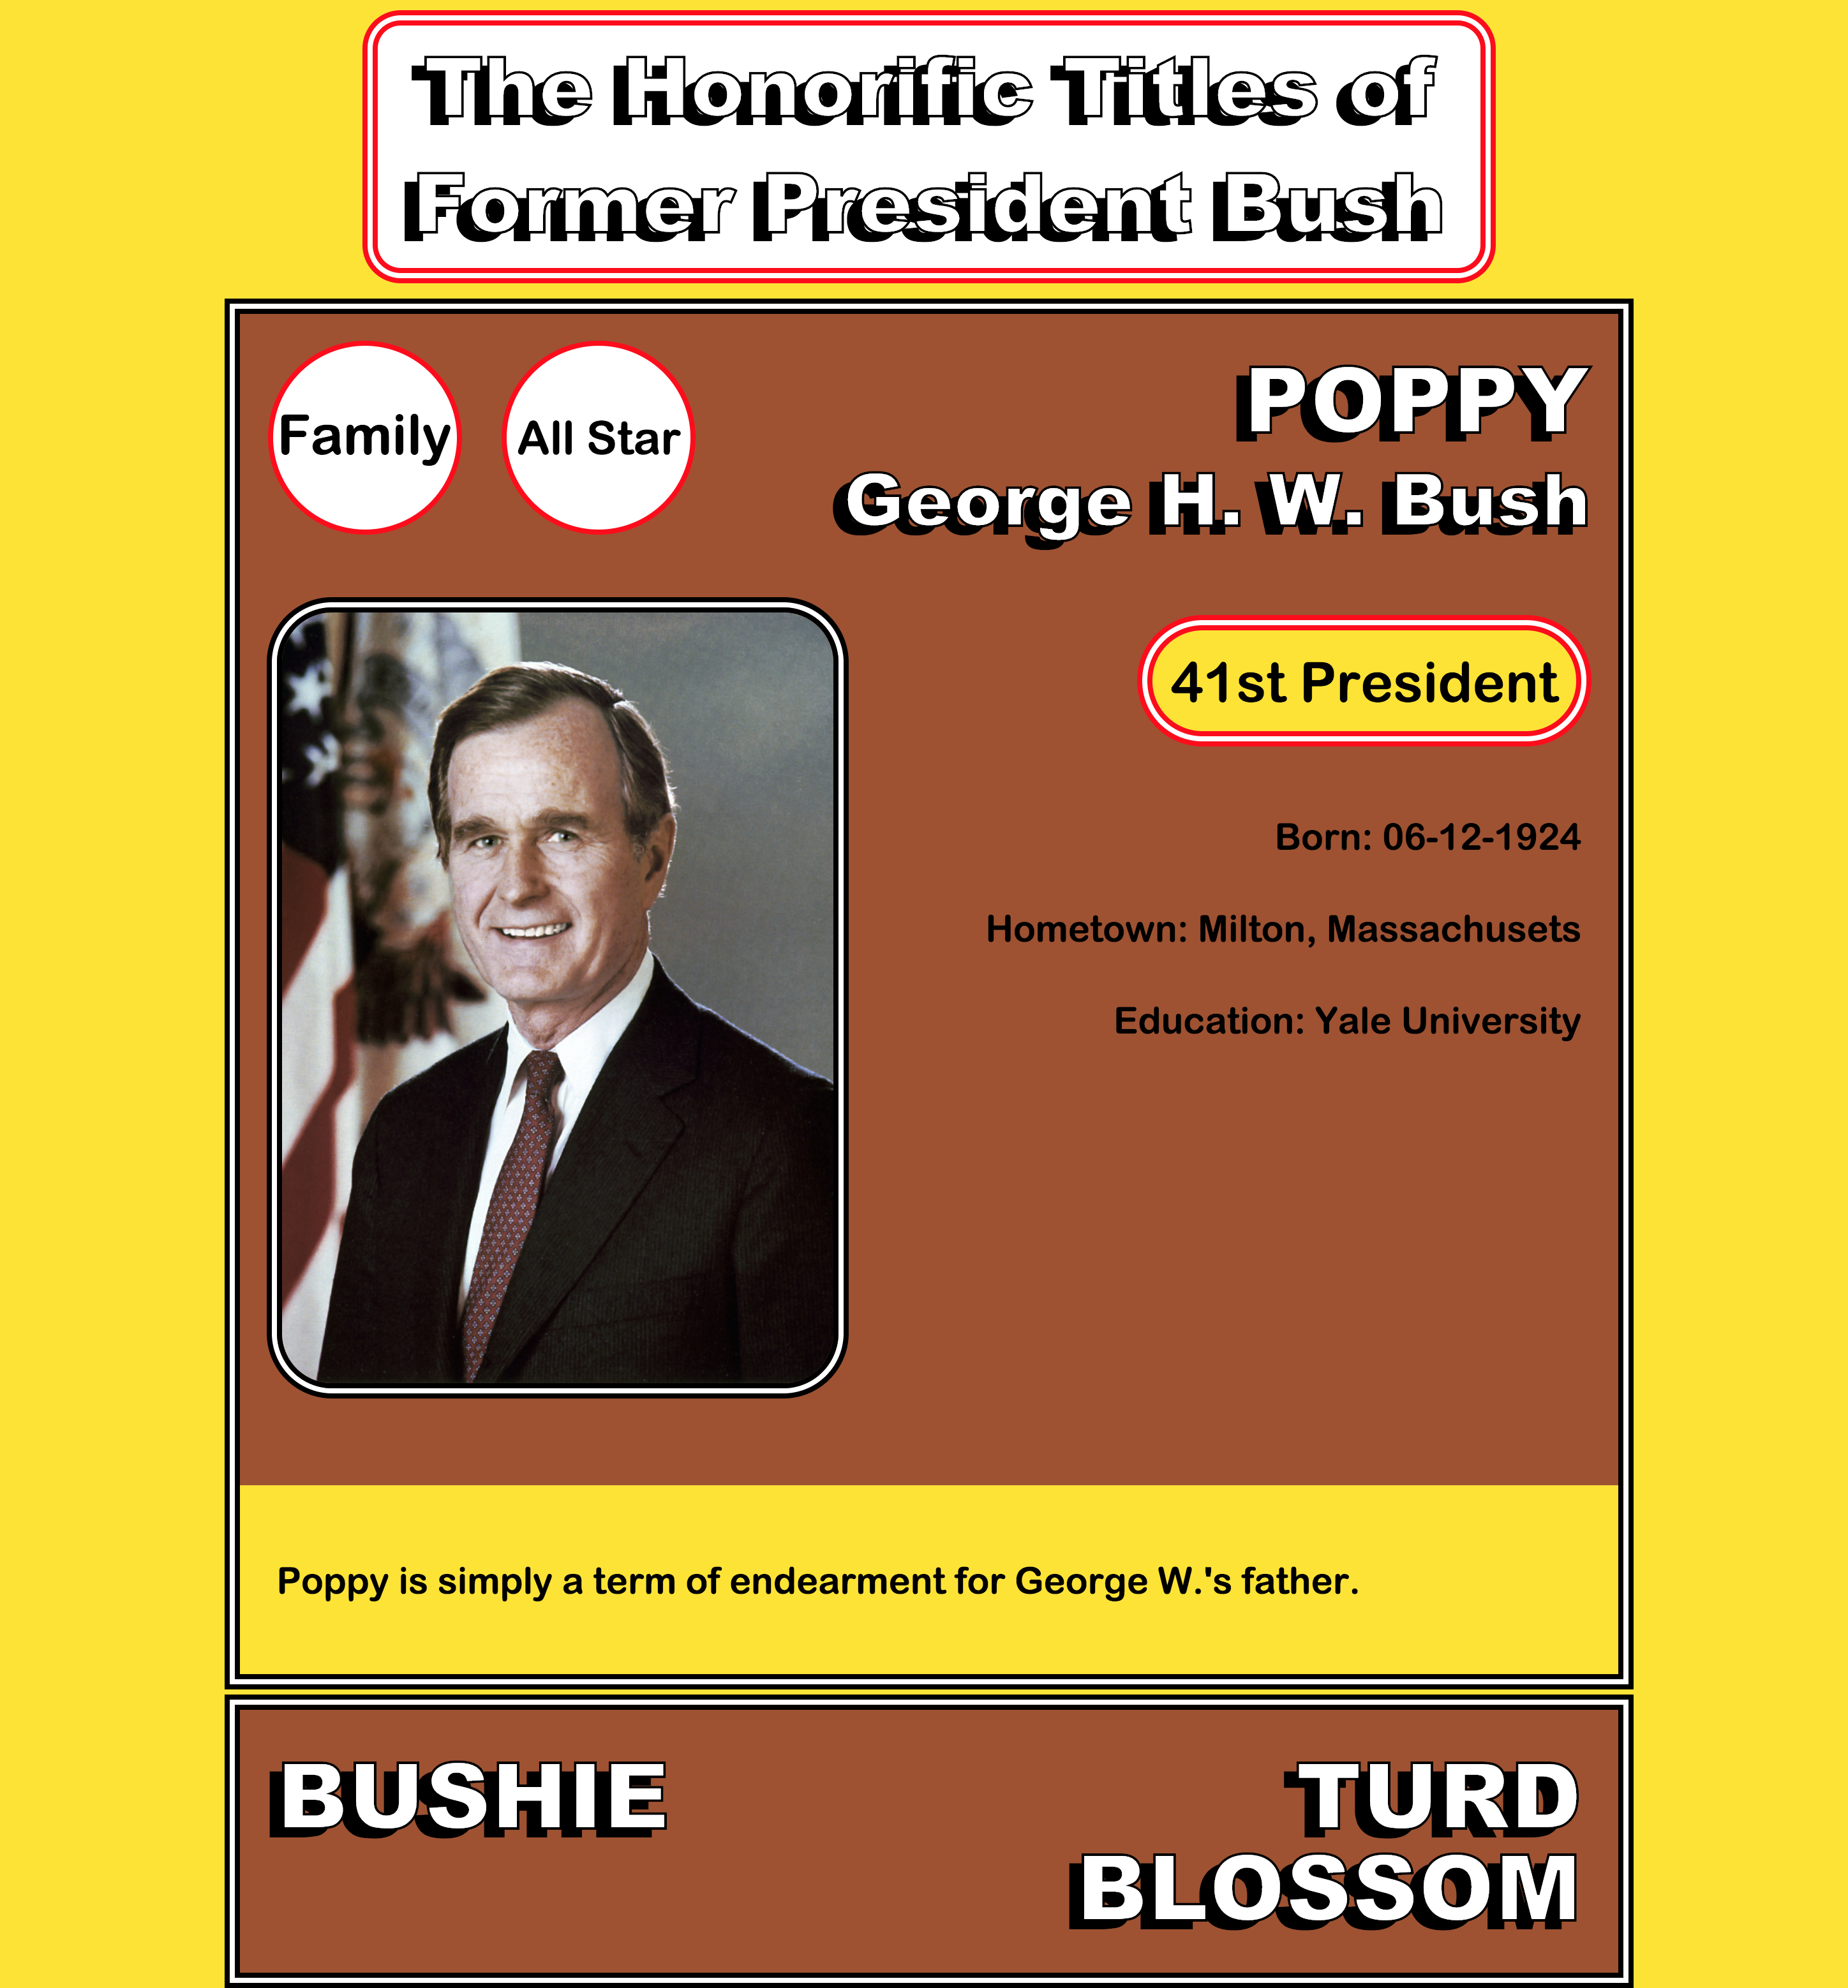 The Honorific Titles of
Former President Bush
Family
All Star
POPPY
George H. W. Bush
41st President
Born: 06-12-1924
Hometown: Milton, Massachusets
Education: Yale University
Poppy is simply a term of endearment for George W.'s father.
BUSHIE
TURD
BLOSSOM